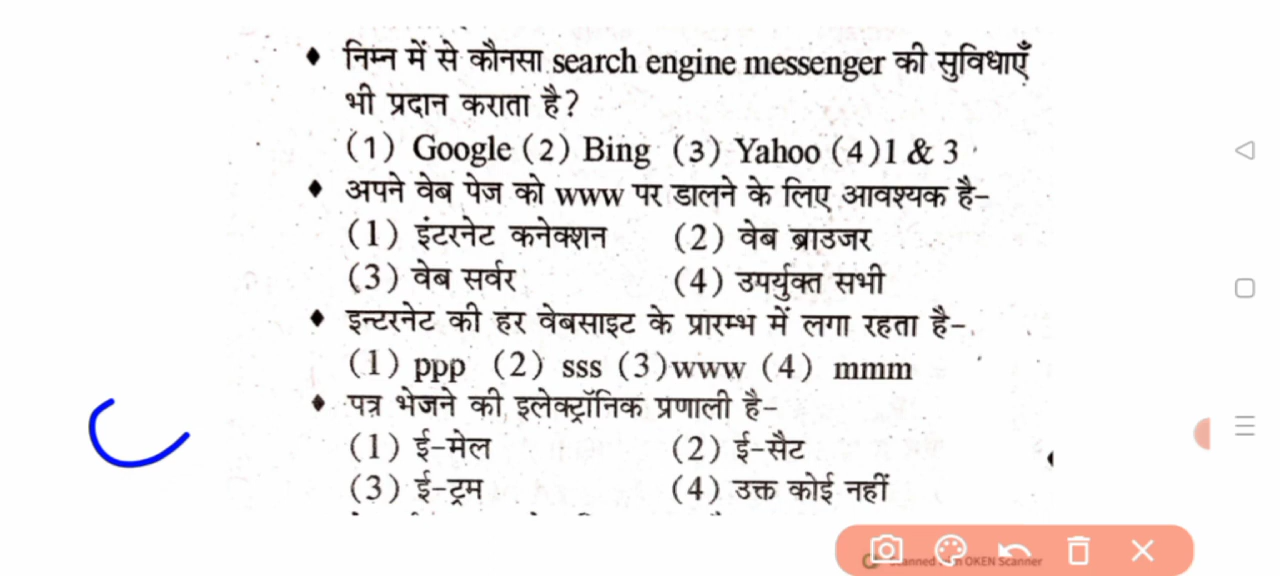 ♦ निम्न में से कौनसा search engine messenger की सुविधाएँ
भी प्रदान कराता है?
(1) Google (2) Bing (3) Yahoo (4)1 & 3
♦ अपने वेब पेज को www पर डालने के लिए आवश्यक है-
(1) इंटरनेट कनेक्शन (2) वेब ब्राउजर
(3) वेब सर्वर (4) उपर्युक्त सभी
♦ इन्टरनेट की हर वेबसाइट के प्रारम्भ में लगा रहता है-
(1) ppp (2) sss (3)www (4) mmm
♦ पत्र भेजने की इलेक्ट्रॉनिक प्रणाली है-
(1) ई-मेल (2) ई-सैट
(3) ई-ट्रम (4) उक्त कोई नहीं
OKEN Scanner